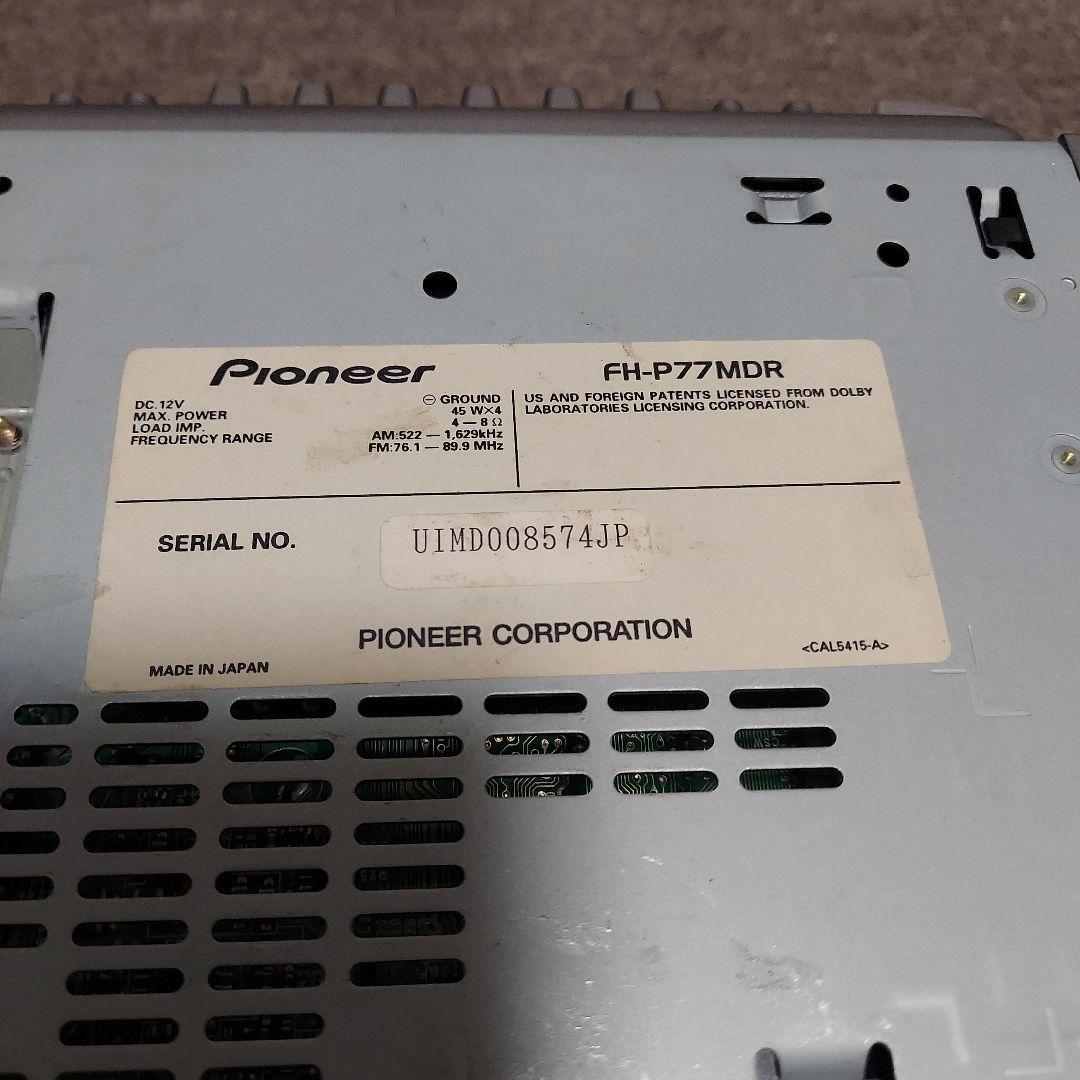 Pioneer
FH-P77MDR
DC.12V ⊖ GROUND
MAX. POWER 45 W×4
LOAD IMP. 4 — 8 Ω
FREQUENCY RANGE AM:522 — 1,629kHz
FM:76.1 — 89.9 MHz
US AND FOREIGN PATENTS LICENSED FROM DOLBY
LABORATORIES LICENSING CORPORATION.
SERIAL NO. UIMD008574JP
PIONEER CORPORATION
MADE IN JAPAN
<CAL5415-A>